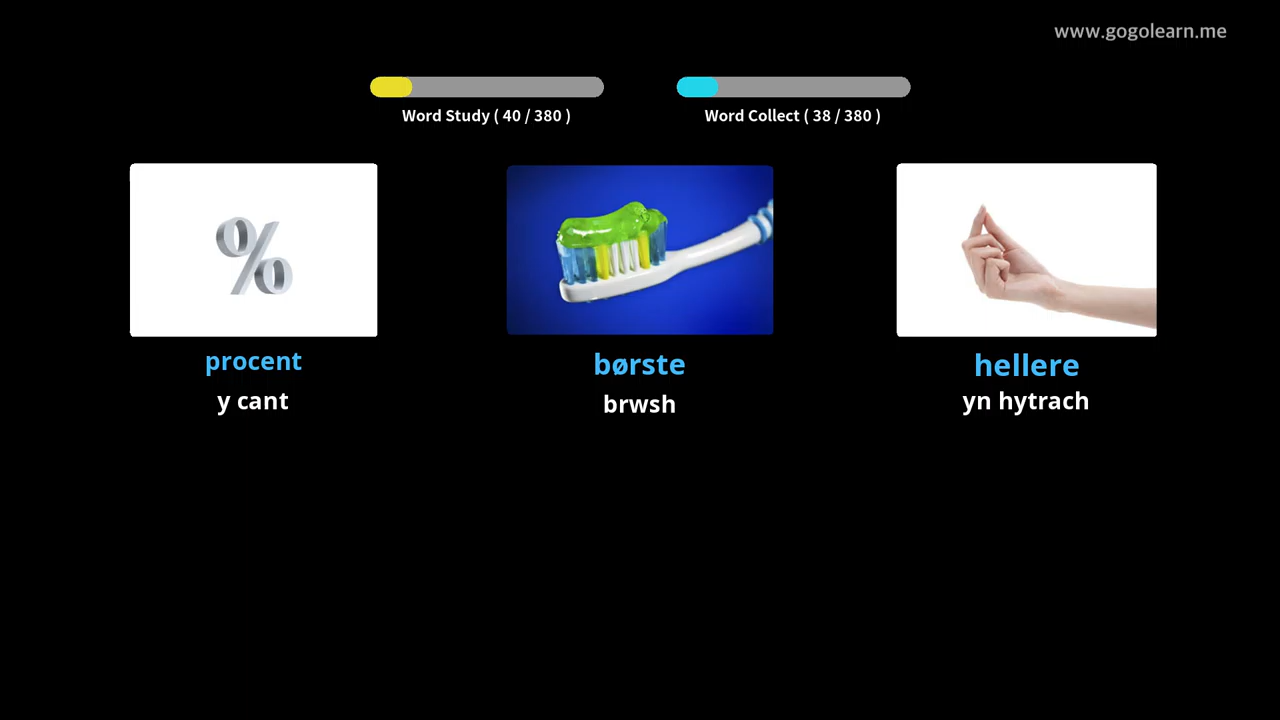 www.gogolearn.me
Word Study ( 40 / 380 )
Word Collect ( 38 / 380 )
%
procent
børste
hellere
y cant
brwsh
yn hytrach